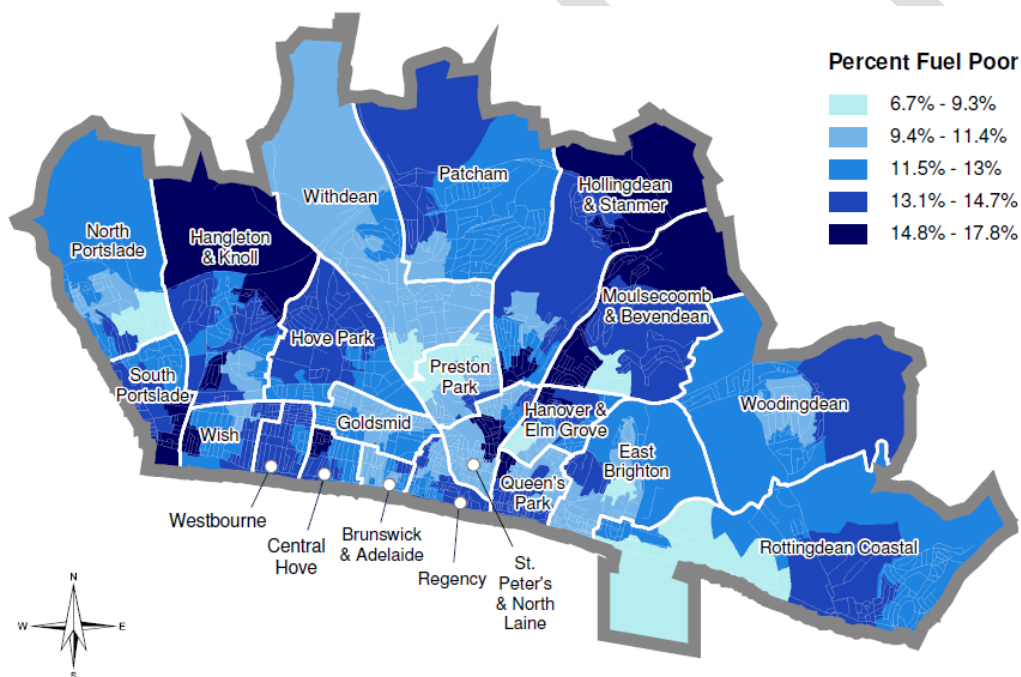 Percent Fuel Poor
6.7% - 9.3%
9.4% - 11.4%
11.5% - 13%
13.1% - 14.7%
14.8% - 17.8%
Patcham
Withdean
Hollingdean
& Stanmer
North
Portslade
Hangleton
& Knoll
Moulsecoomb
& Bevendean
Hove Park
Preston
Park
South
Portslade
Woodingdean
Hanover &
Elm Grove
Goldsmid
Wish
East
Brighton
Queen's
Park
Rottingdean Coastal
Westbourne
Central
Hove
Brunswick
& Adelaide
Regency
St.
Peter's
& North
Laine
N
W
E
S